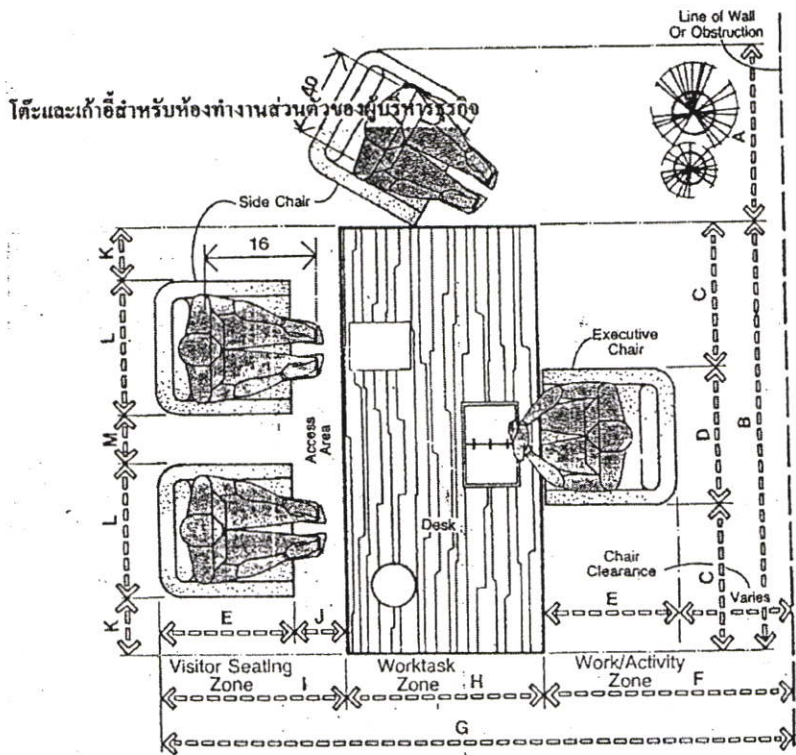 Line of Wall
Or Obstruction
40
A
โต๊ะและเก้าอี้สำหรับห้องทำงานส่วนตัวของผู้บริหารธุรกิจ
Side Chair
K
16
C
Executive
Chair
L
B
M
Access
Area
D
L
Desk
Chair
Clearance
C
Varies
K
E
J
E
Visitor Seating
Zone
I
Worktask
Zone
H
Work/Activity
Zone
F
G